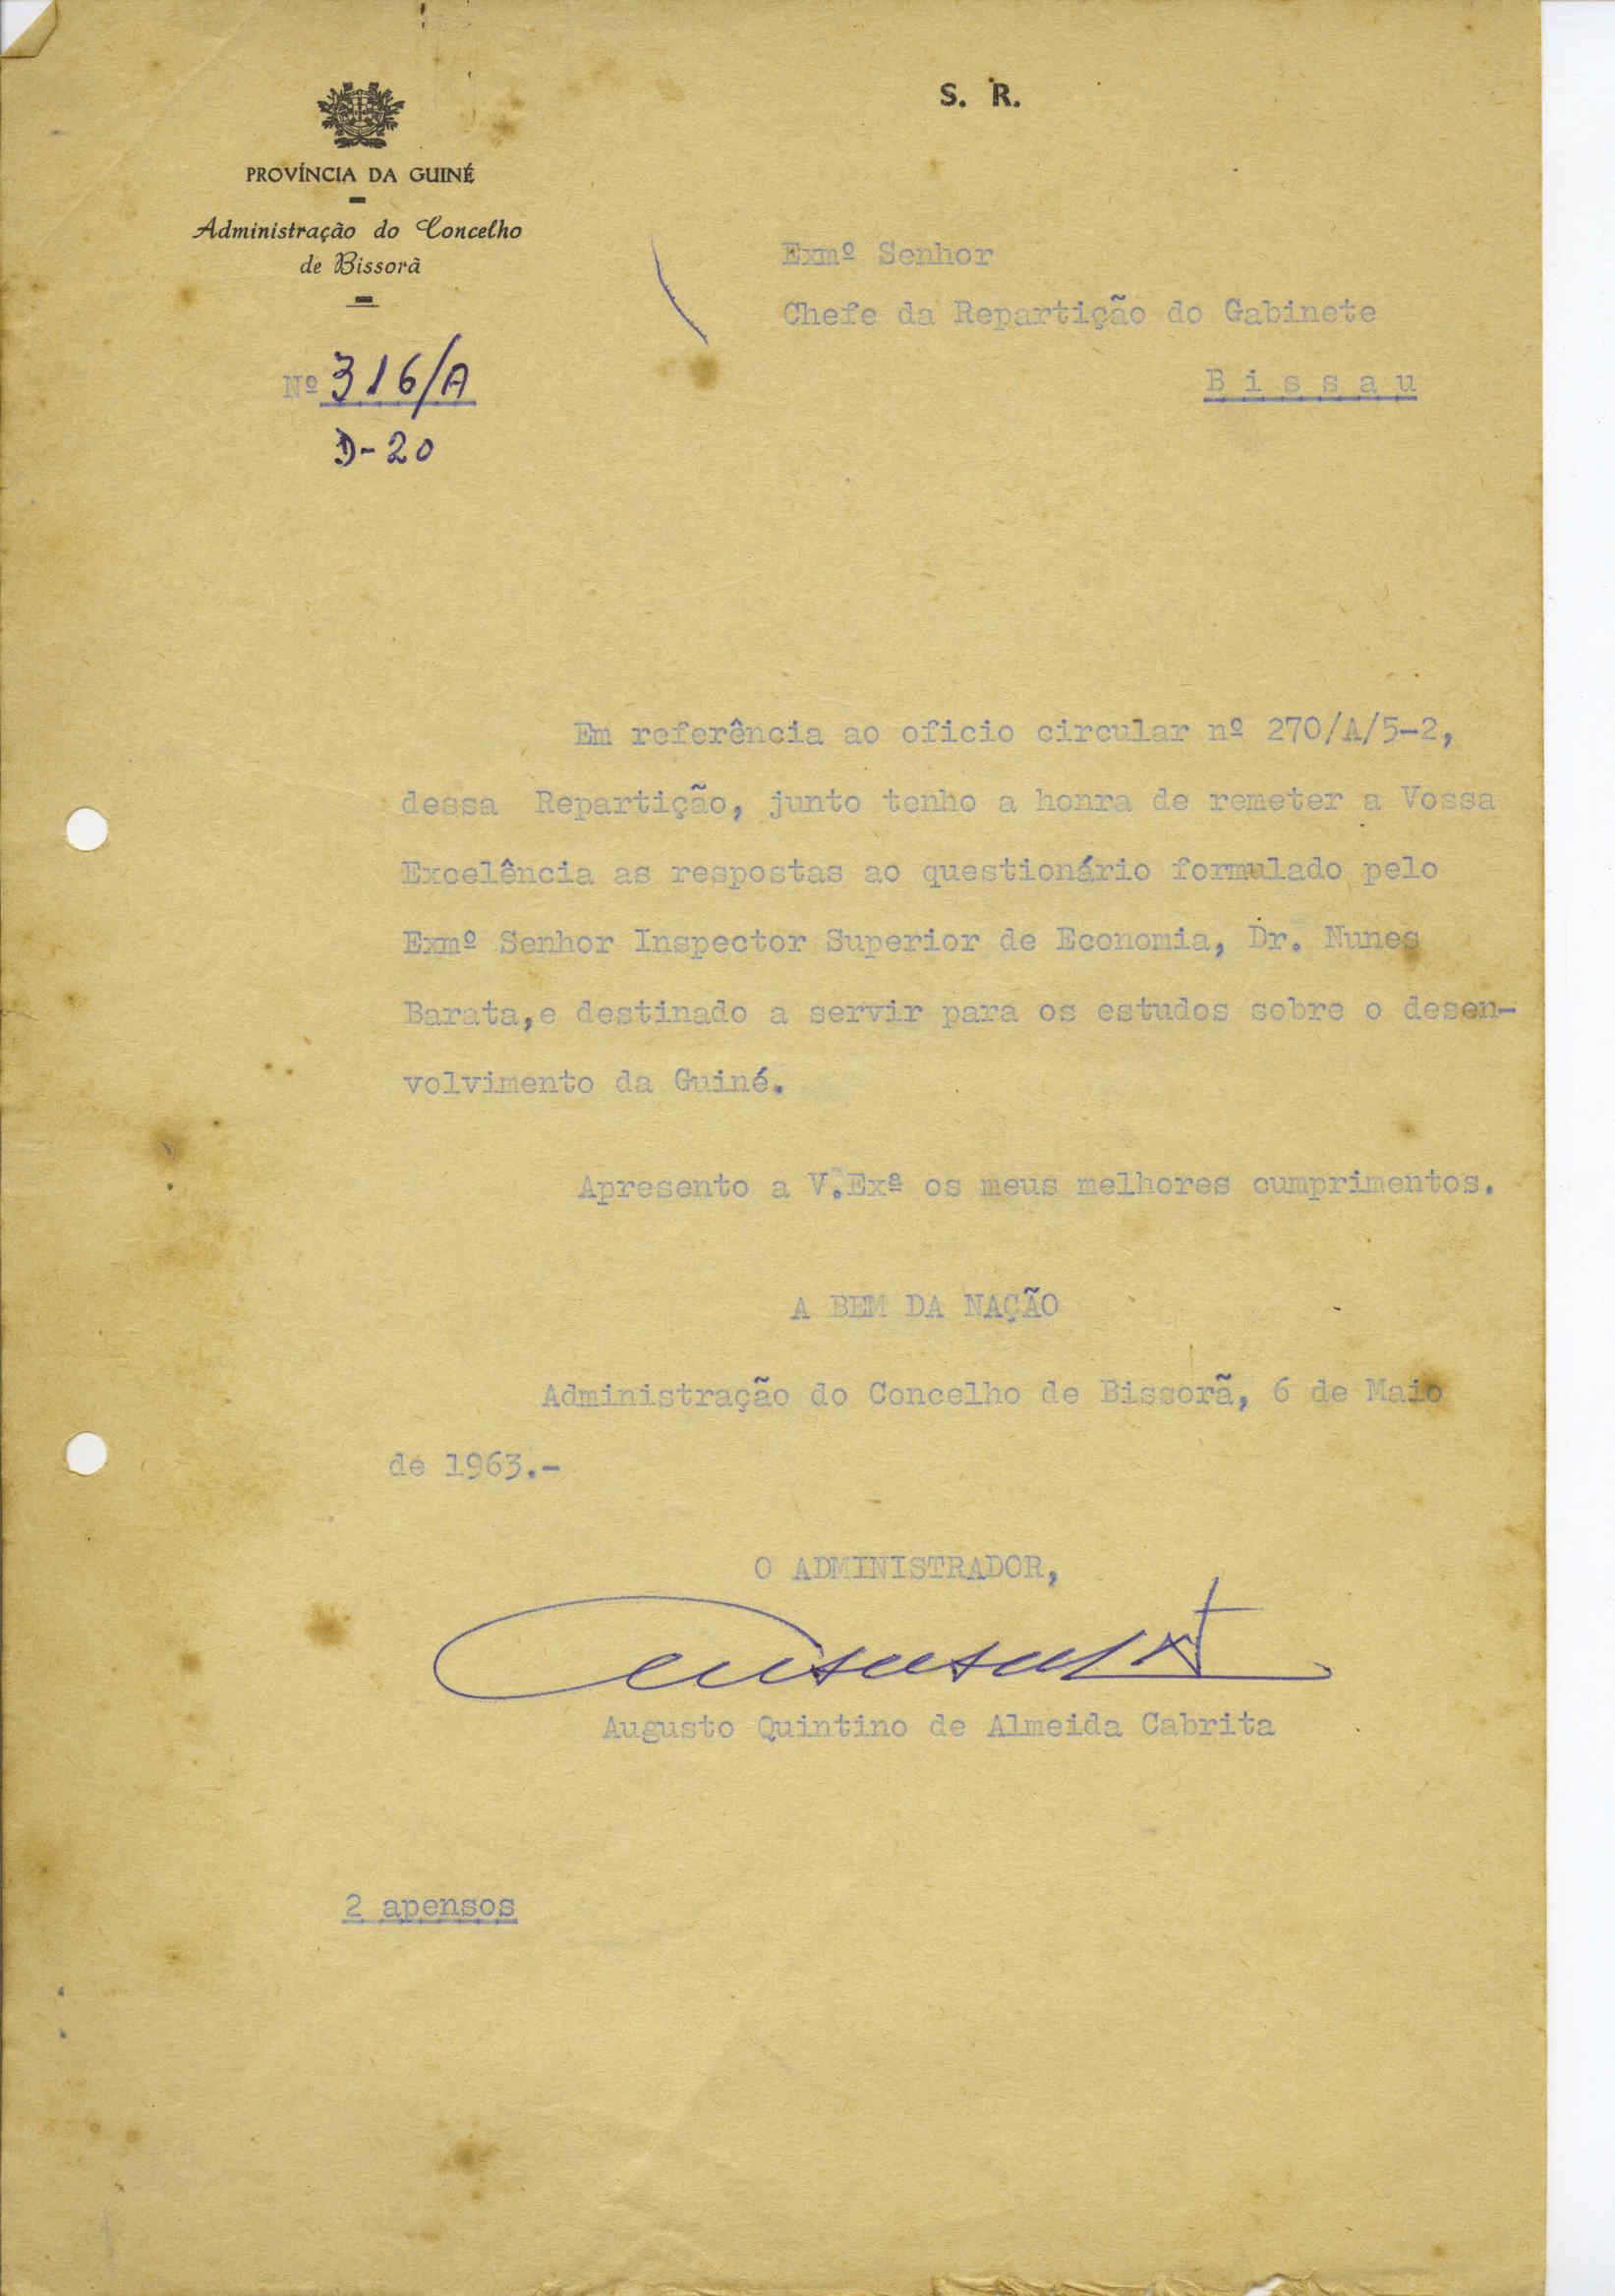 S. R.
PROVÍNCIA DA GUINÉ
Administração do Concelho
de Bissorã
Nº 316/A
D-20
Exmº Senhor
Chefe da Repartição do Gabinete
B i s s a u
Em referência ao oficio circular nº 270/A/5-2,
dessa Repartição, junto tenho a honra de remeter a Vossa
Excelência as respostas ao questionário formulado pelo
Exmº Senhor Inspector Superior de Economia, Dr. Nunes
Barata,e destinado a servir para os estudos sobre o desen-
volvimento da Guiné.
Apresento a V.Exª os meus melhores cumprimentos.
A BEM DA NAÇÃO
Administração do Concelho de Bissorã, 6 de Maio
de 1963.-
O ADMINISTRADOR,
Augusto Quintino de Almeida Cabrita
2 apensos